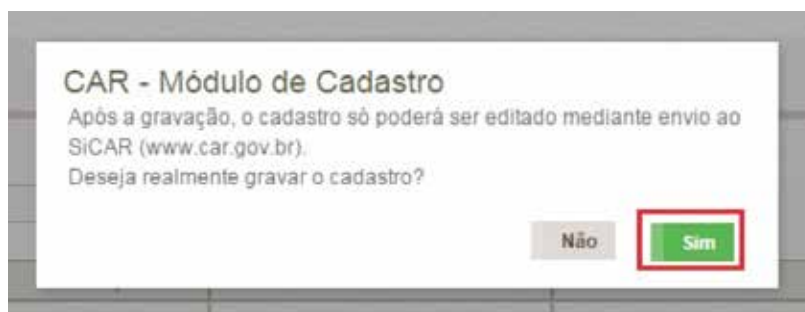 CAR - Módulo de Cadastro
Após a gravação, o cadastro só poderá ser editado mediante envio ao
SiCAR (www.car.gov.br).
Deseja realmente gravar o cadastro?
Não Sim